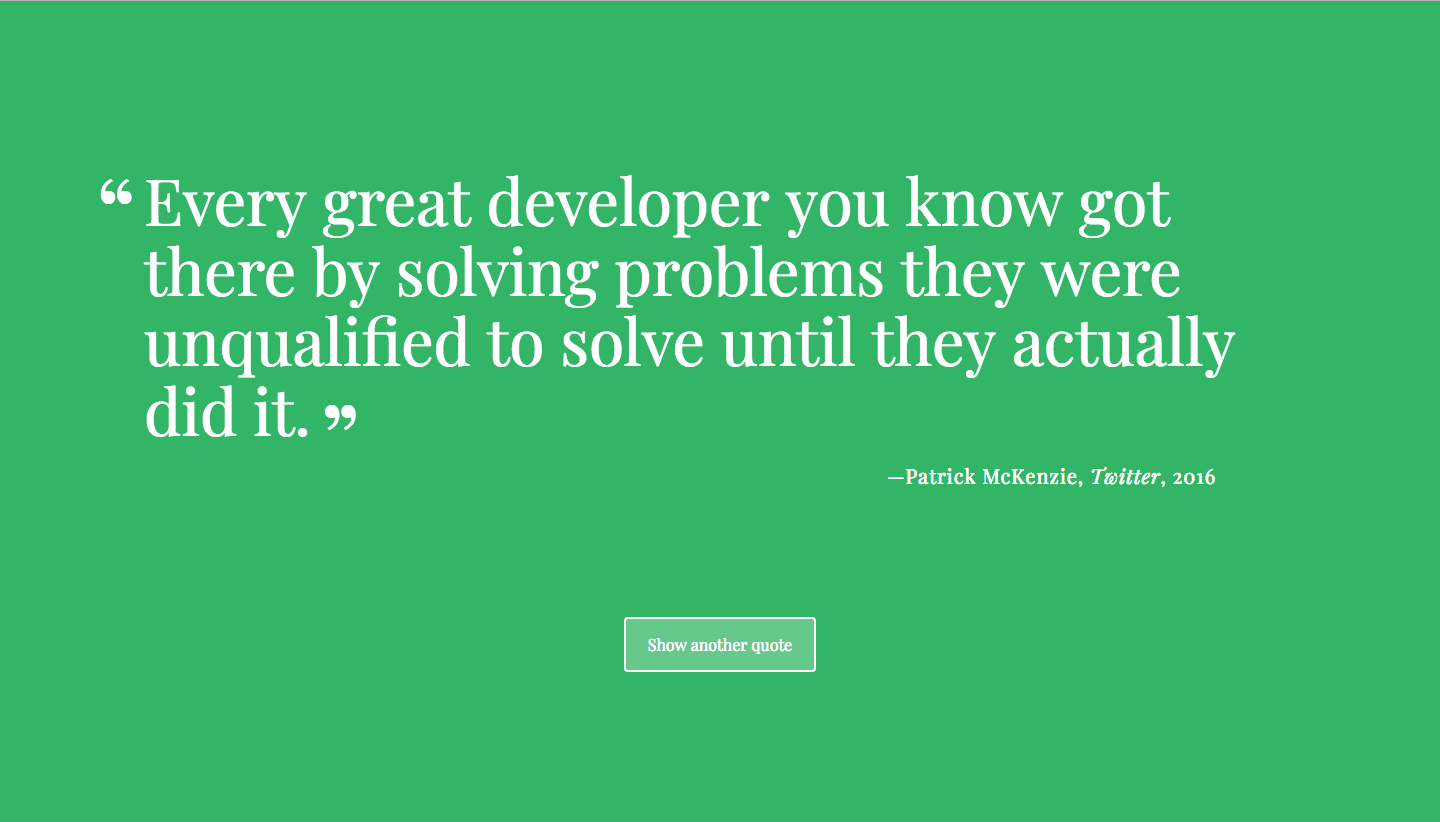 “ Every great developer you know got
there by solving problems they were
unqualified to solve until they actually
did it. ”
—Patrick McKenzie, Twitter, 2016
Show another quote